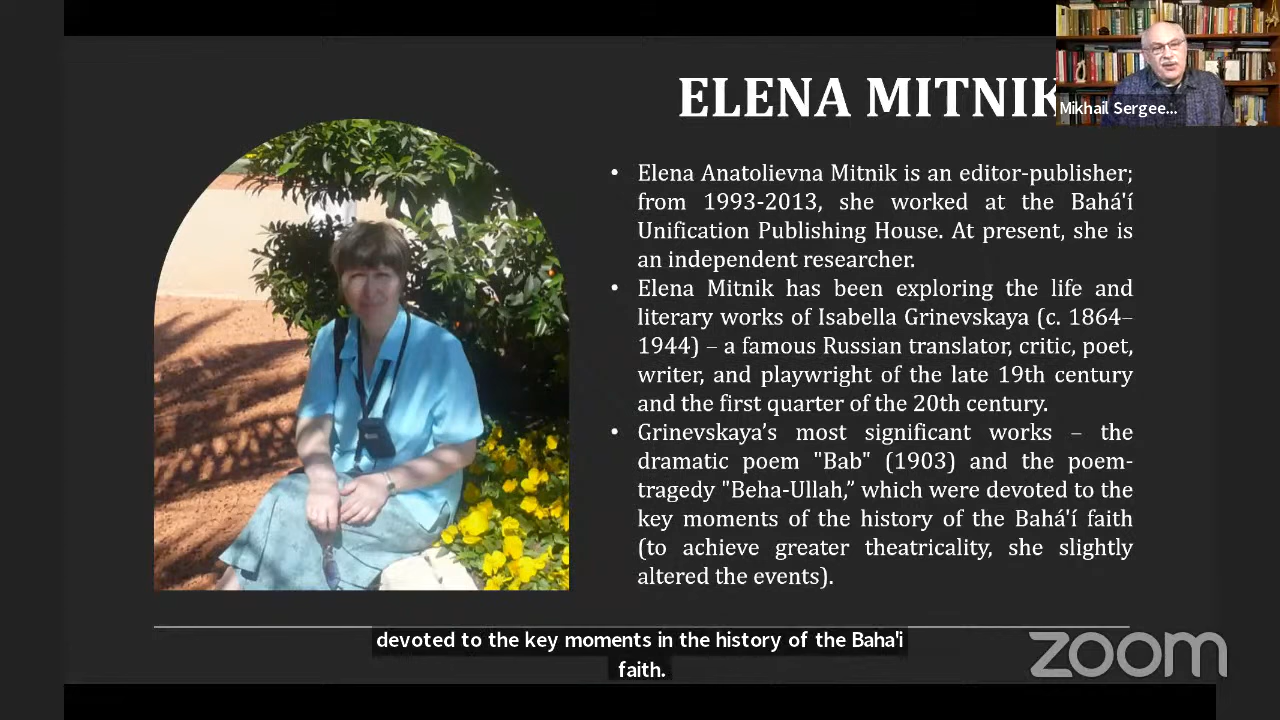 ELENA MITNIK
Mikhail Sergee...
• Elena Anatolievna Mitnik is an editor-publisher;
from 1993-2013, she worked at the Bahá'í
Unification Publishing House. At present, she is
an independent researcher.
• Elena Mitnik has been exploring the life and
literary works of Isabella Grinevskaya (c. 1864–
1944) – a famous Russian translator, critic, poet,
writer, and playwright of the late 19th century
and the first quarter of the 20th century.
• Grinevskaya’s most significant works – the
dramatic poem "Bab" (1903) and the poem-
tragedy "Beha-Ullah,” which were devoted to the
key moments of the history of the Bahá'í faith
(to achieve greater theatricality, she slightly
altered the events).
devoted to the key moments in the history of the Baha'i
faith.
zoom